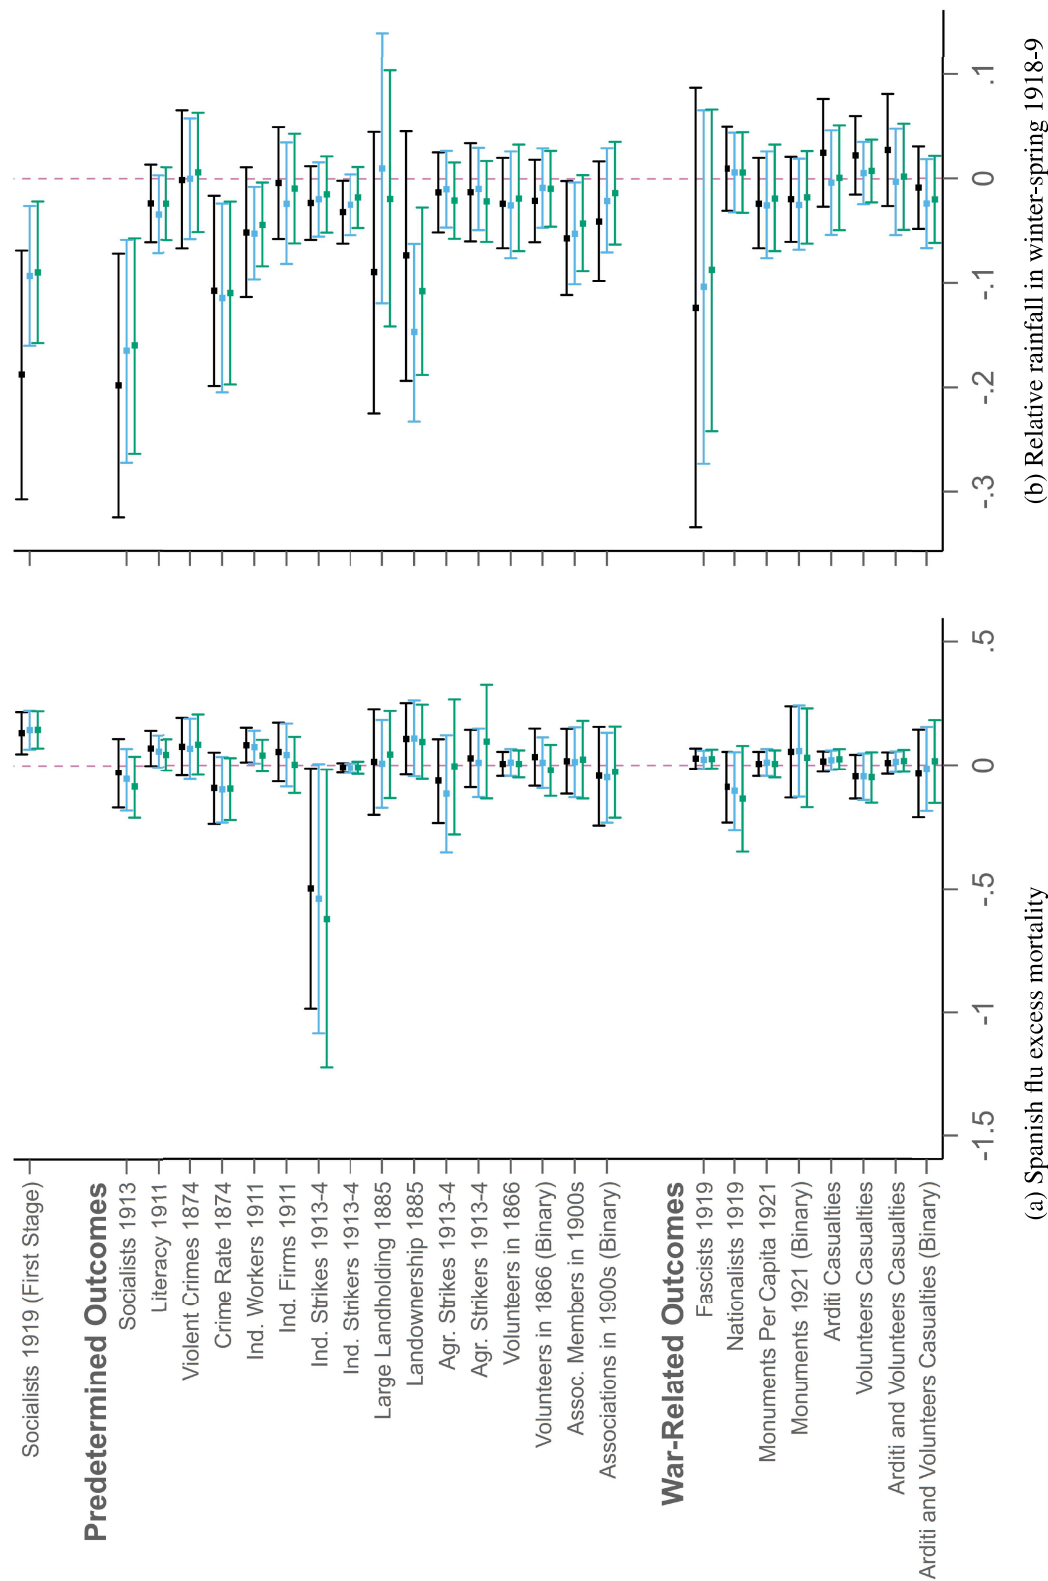 Socialists 1919 (First Stage)
Predetermined Outcomes
Socialists 1913
Literacy 1911
Violent Crimes 1874
Crime Rate 1874
Ind. Workers 1911
Ind. Firms 1911
Ind. Strikes 1913-4
Ind. Strikers 1913-4
Large Landholding 1885
Landownership 1885
Agr. Strikes 1913-4
Agr. Strikers 1913-4
Volunteers in 1866
Volunteers in 1866 (Binary)
Assoc. Members in 1900s
Associations in 1900s (Binary)
War-Related Outcomes
Fascists 1919
Nationalists 1919
Monuments Per Capita 1921
Monuments 1921 (Binary)
Arditi Casualties
Volunteers Casualties
Arditi and Volunteers Casualties
Arditi and Volunteers Casualties (Binary)
-1.5 -1 -.5 0 .5
(a) Spanish flu excess mortality
-.3 -.2 -.1 0 .1
(b) Relative rainfall in winter-spring 1918-9